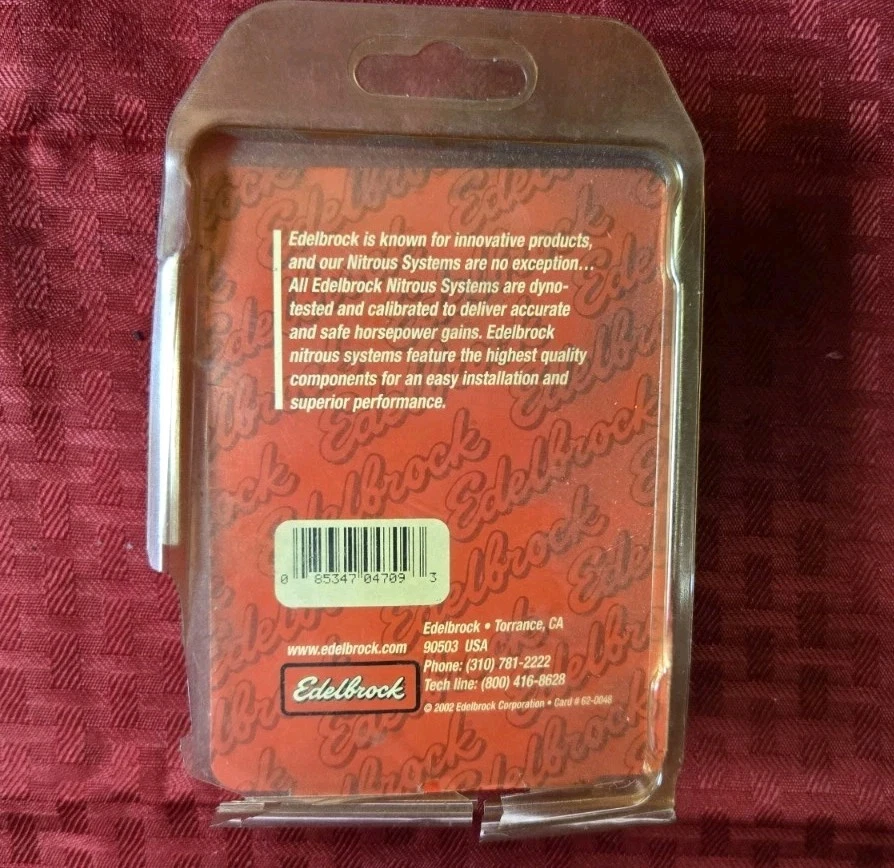 Edelbrock is known for innovative products,
and our Nitrous Systems are no exception...
All Edelbrock Nitrous Systems are dyno-
tested and calibrated to deliver accurate
and safe horsepower gains. Edelbrock
nitrous systems feature the highest quality
components for an easy installation and
superior performance.
0 85347 04709 3
www.edelbrock.com
Edelbrock
Edelbrock • Torrance, CA
90503 USA
Phone: (310) 781-2222
Tech line: (800) 416-8628
© 2002 Edelbrock Corporation • Card # 62-0048